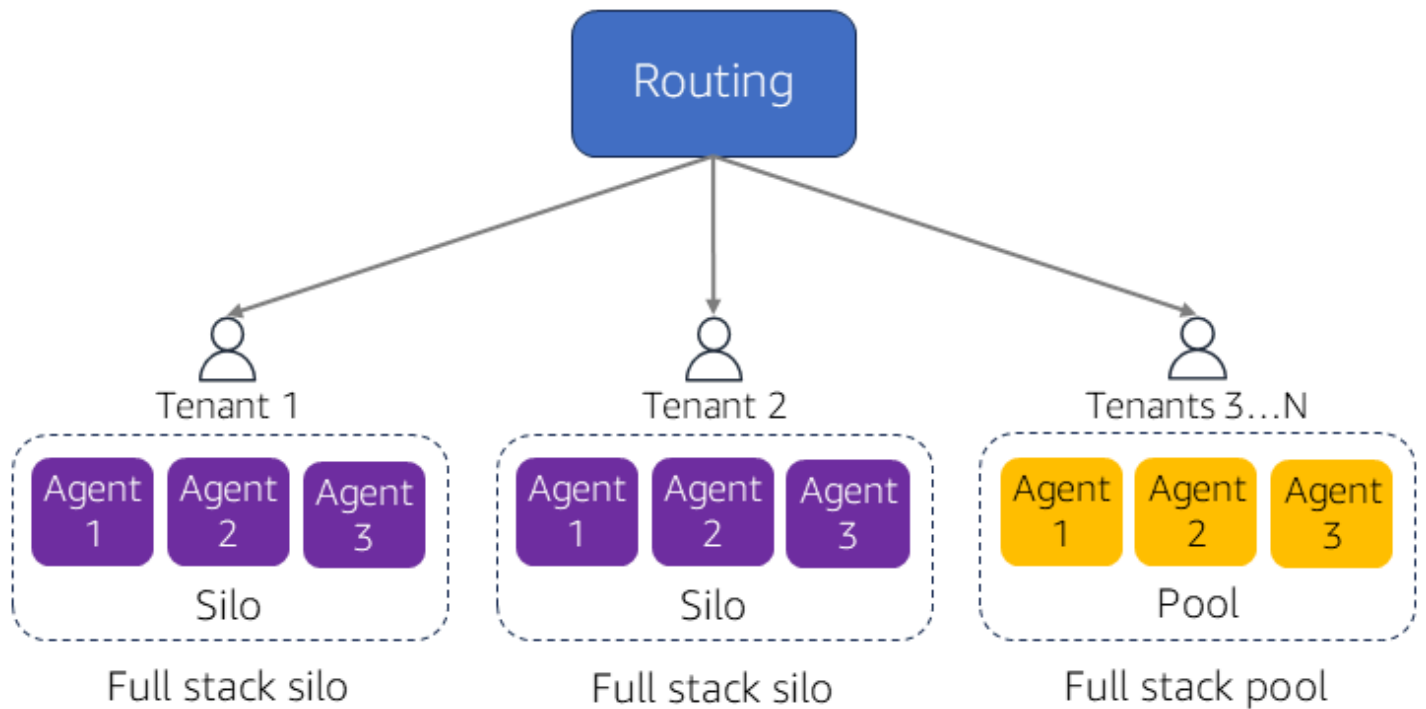 Routing
Tenant 1
Agent
1
Agent
2
Agent
3
Silo
Full stack silo
Tenant 2
Agent
1
Agent
2
Agent
3
Silo
Full stack silo
Tenants 3...N
Agent
1
Agent
2
Agent
3
Pool
Full stack pool